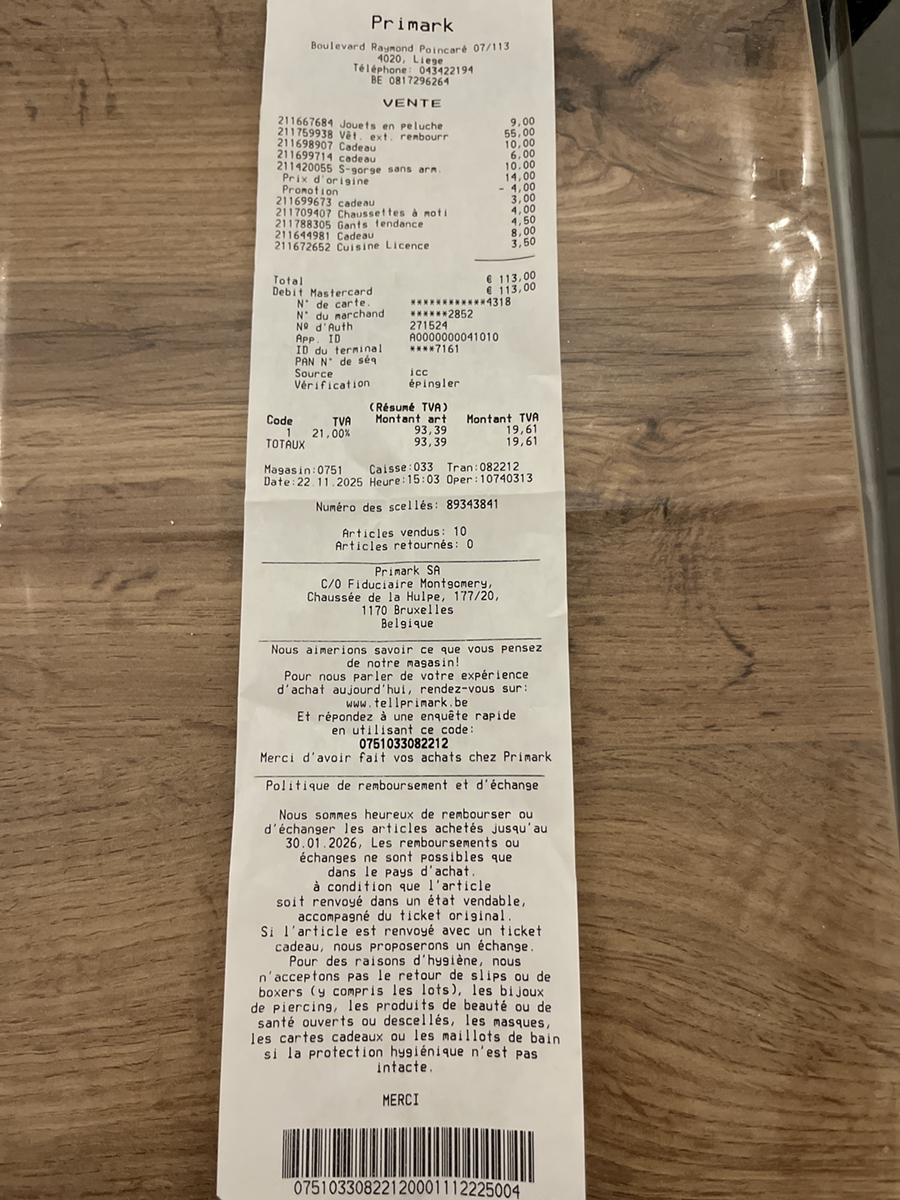 Primark
Boulevard Raymond Poincaré 07/113
4020, Liege
Téléphone: 043422194
BE 0817296264
VENTE
211667684 Jouets en peluche 9,00
211759938 Vêt. ext. rembourr 55,00
211698907 Cadeau 10,00
211699714 cadeau 6,00
211420055 S-gorge sans arm. 10,00
Prix d'origine 14,00
Promotion - 4,00
211699673 cadeau 3,00
211709407 Chaussettes à moti 4,00
211788305 Gants tendance 4,50
211644981 Cadeau 8,00
211672652 Cuisine Licence 3,50
Total € 113,00
Debit Mastercard € 113,00
N° de carte. ************4318
N° du marchand ******2852
Nº d'Auth 271524
App. ID A0000000041010
ID du terminal ****7161
PAN N° de séq
Source icc
Vérification épingler
(Résumé TVA)
Code TVA Montant art Montant TVA
1 21,00% 93,39 19,61
TOTAUX 93,39 19,61
Magasin:0751 Caisse:033 Tran:082212
Date:22.11.2025 Heure:15:03 Oper:10740313
Numéro des scellés: 89343841
Articles vendus: 10
Articles retournés: 0
Primark SA
C/O Fiduciaire Montgomery,
Chaussée de la Hulpe, 177/20,
1170 Bruxelles
Belgique
Nous aimerions savoir ce que vous pensez
de notre magasin!
Pour nous parler de votre expérience
d'achat aujourd'hui, rendez-vous sur:
www.tellprimark.be
Et répondez à une enquête rapide
en utilisant ce code:
0751033082212
Merci d'avoir fait vos achats chez Primark
Politique de remboursement et d'échange
Nous sommes heureux de rembourser ou
d'échanger les articles achetés jusqu'au
30.01.2026, Les remboursements ou
échanges ne sont possibles que
dans le pays d'achat.
à condition que l'article
soit renvoyé dans un état vendable,
accompagné du ticket original.
Si l'article est renvoyé avec un ticket
cadeau, nous proposerons un échange.
Pour des raisons d'hygiène, nous
n'acceptons pas le retour de slips ou de
boxers (y compris les lots), les bijoux
de piercing, les produits de beauté ou de
santé ouverts ou descellés, les masques,
les cartes cadeaux ou les maillots de bain
si la protection hygiénique n'est pas
intacte.
MERCI
07510330822120001112225004